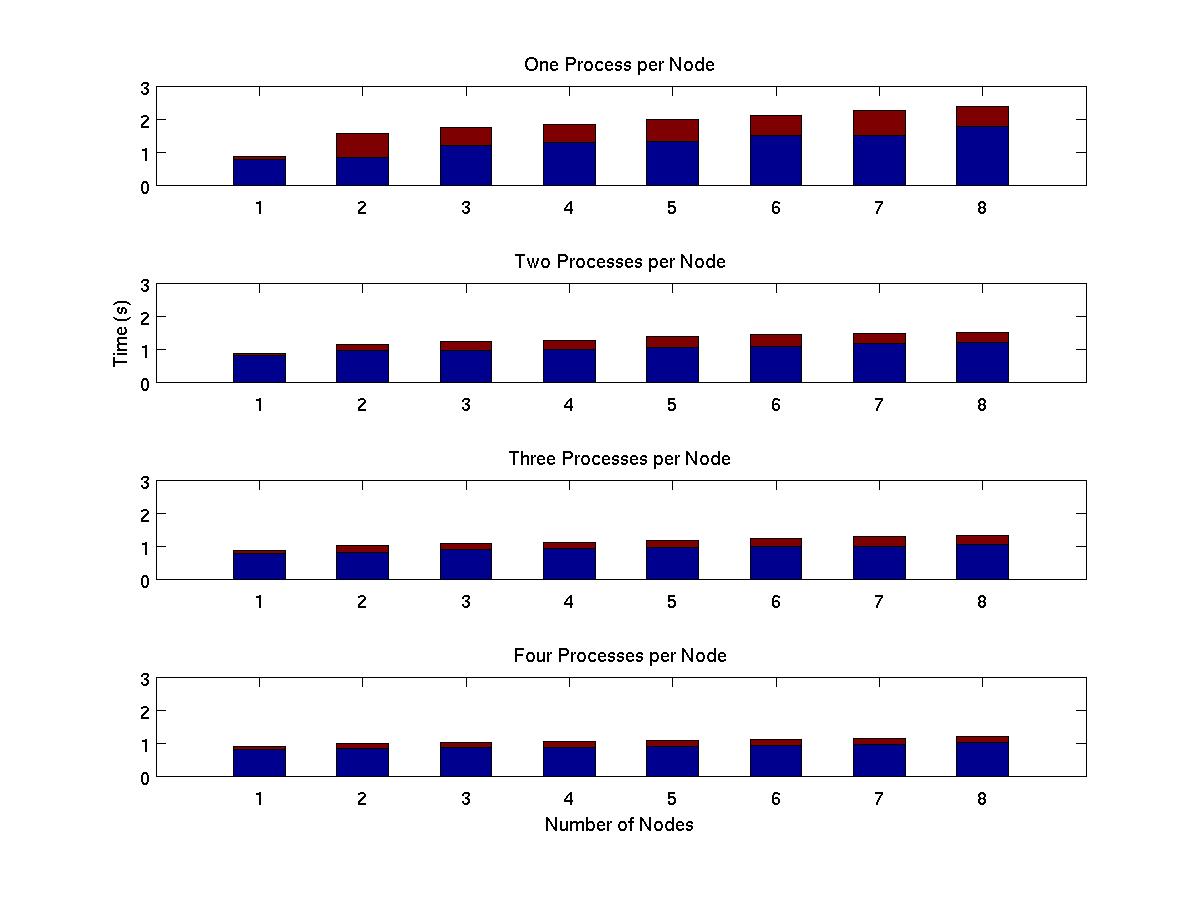 One Process per Node
3
2
1
0
1 2 3 4 5 6 7 8
Two Processes per Node
Time (s)
3
2
1
0
1 2 3 4 5 6 7 8
Three Processes per Node
3
2
1
0
1 2 3 4 5 6 7 8
Four Processes per Node
3
2
1
0
1 2 3 4 5 6 7 8
Number of Nodes